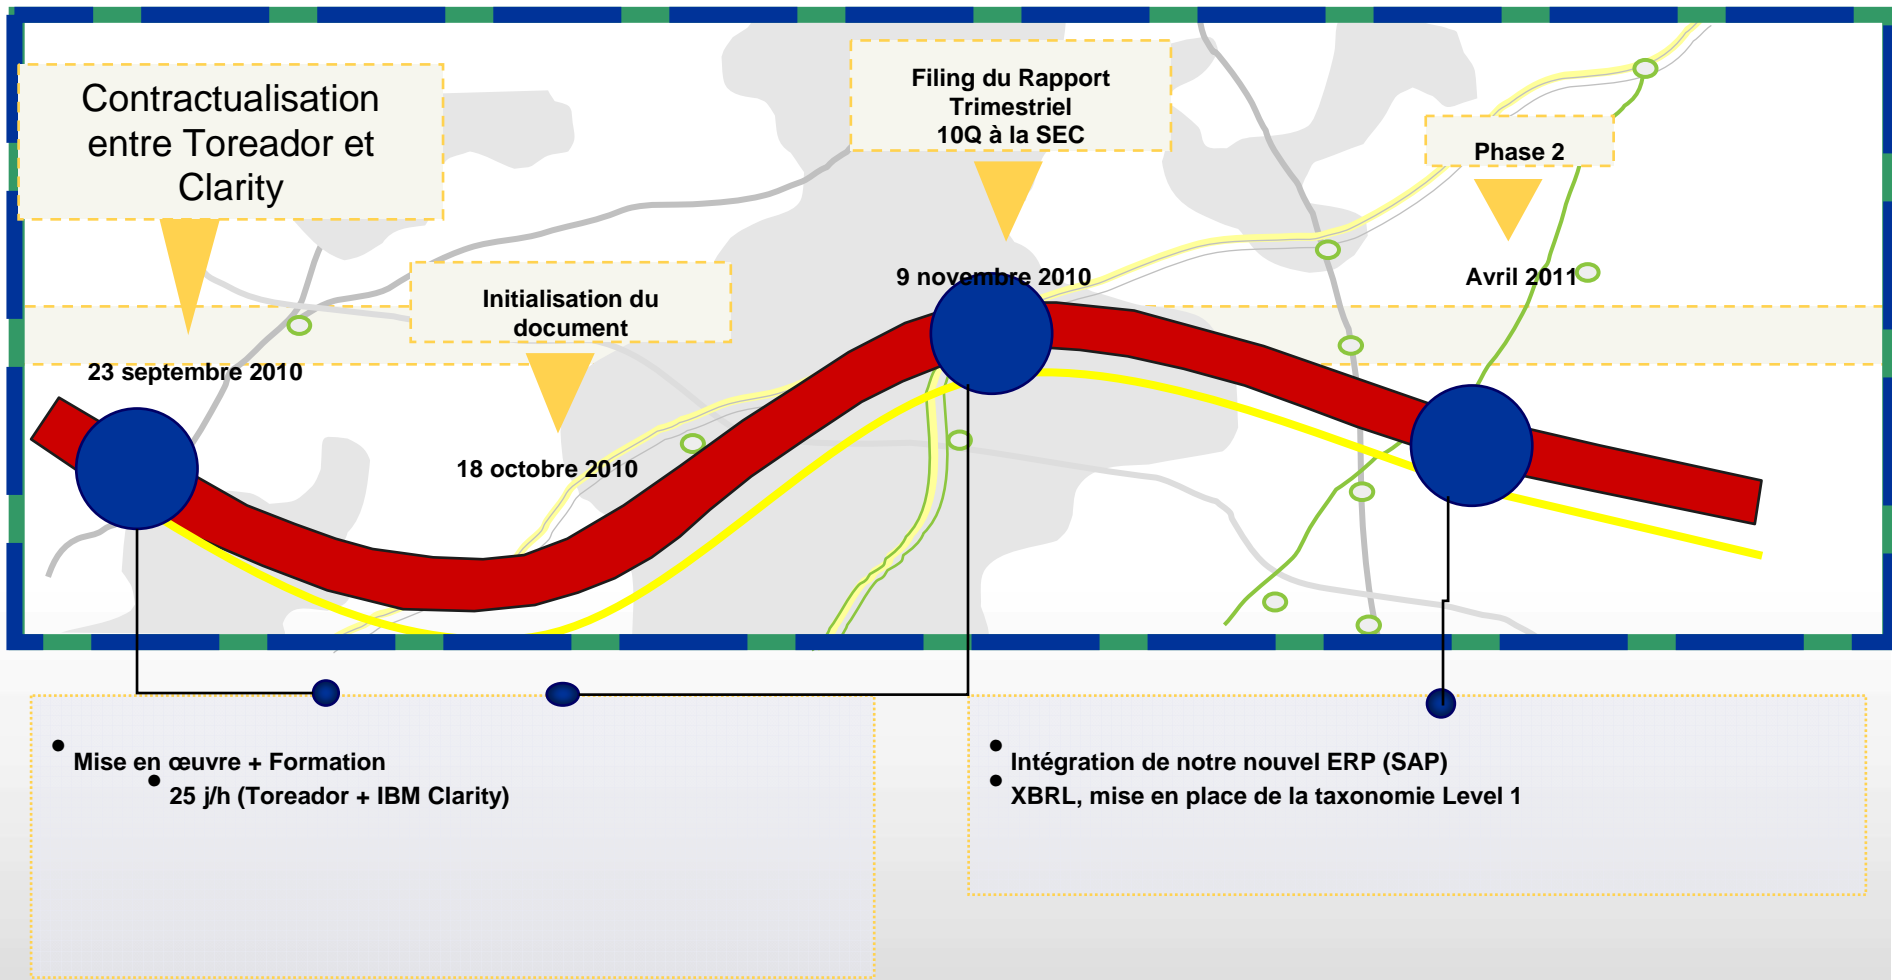 Contractualisation
entre Toreador et
Clarity
23 septembre 2010
Initialisation du
document
18 octobre 2010
Filing du Rapport
Trimestriel
10Q à la SEC
9 novembre 2010
Phase 2
Avril 2011
• Mise en œuvre + Formation
• 25 j/h (Toreador + IBM Clarity)
• Intégration de notre nouvel ERP (SAP)
• XBRL, mise en place de la taxonomie Level 1